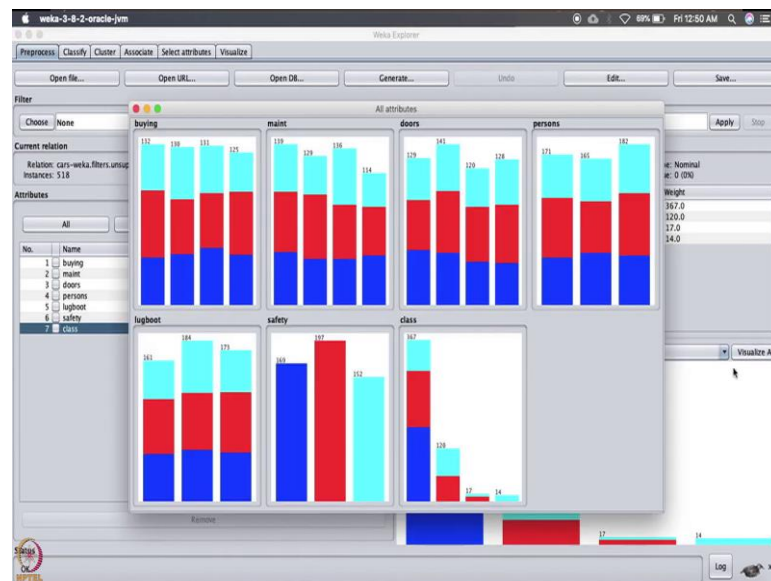 weka-3-8-2-oracle-jvm 69% Fri 12:50 AM
Weka Explorer
Preprocess Classify Cluster Associate Select attributes Visualize
Open file... Open URL... Open DB... Generate... Undo Edit... Save...
Filter
Choose None Apply Stop
Current relation
Relation: cars-weka.filters.unsup
Instances: 518
e: Nominal
e: 0 (0%)
Weight
367.0
120.0
17.0
14.0
Attributes
All
No. Name
1 buying
2 maint
3 doors
4 persons
5 lugboot
6 safety
7 class
Visualize A
All attributes
buying maint doors persons
132 130 131 125
139 129 136 114
129 141 120 128
171 165 182
lugboot safety class
161 184 173
169 197 152
367 120 17 14
17 14
Remove
Status
OK
Log x
NPTEL